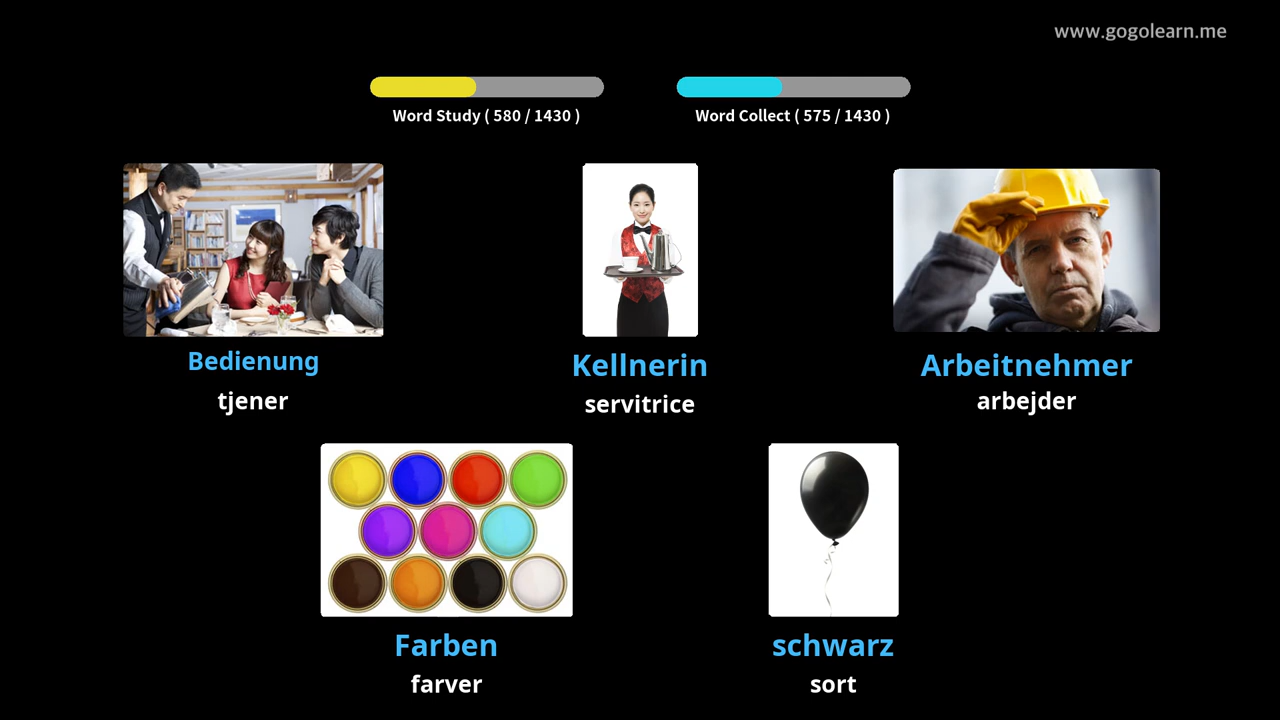 www.gogolearn.me
Word Study ( 580 / 1430 )
Word Collect ( 575 / 1430 )
Bedienung
tjener
Kellnerin
servitrice
Arbeitnehmer
arbejder
Farben
farver
schwarz
sort